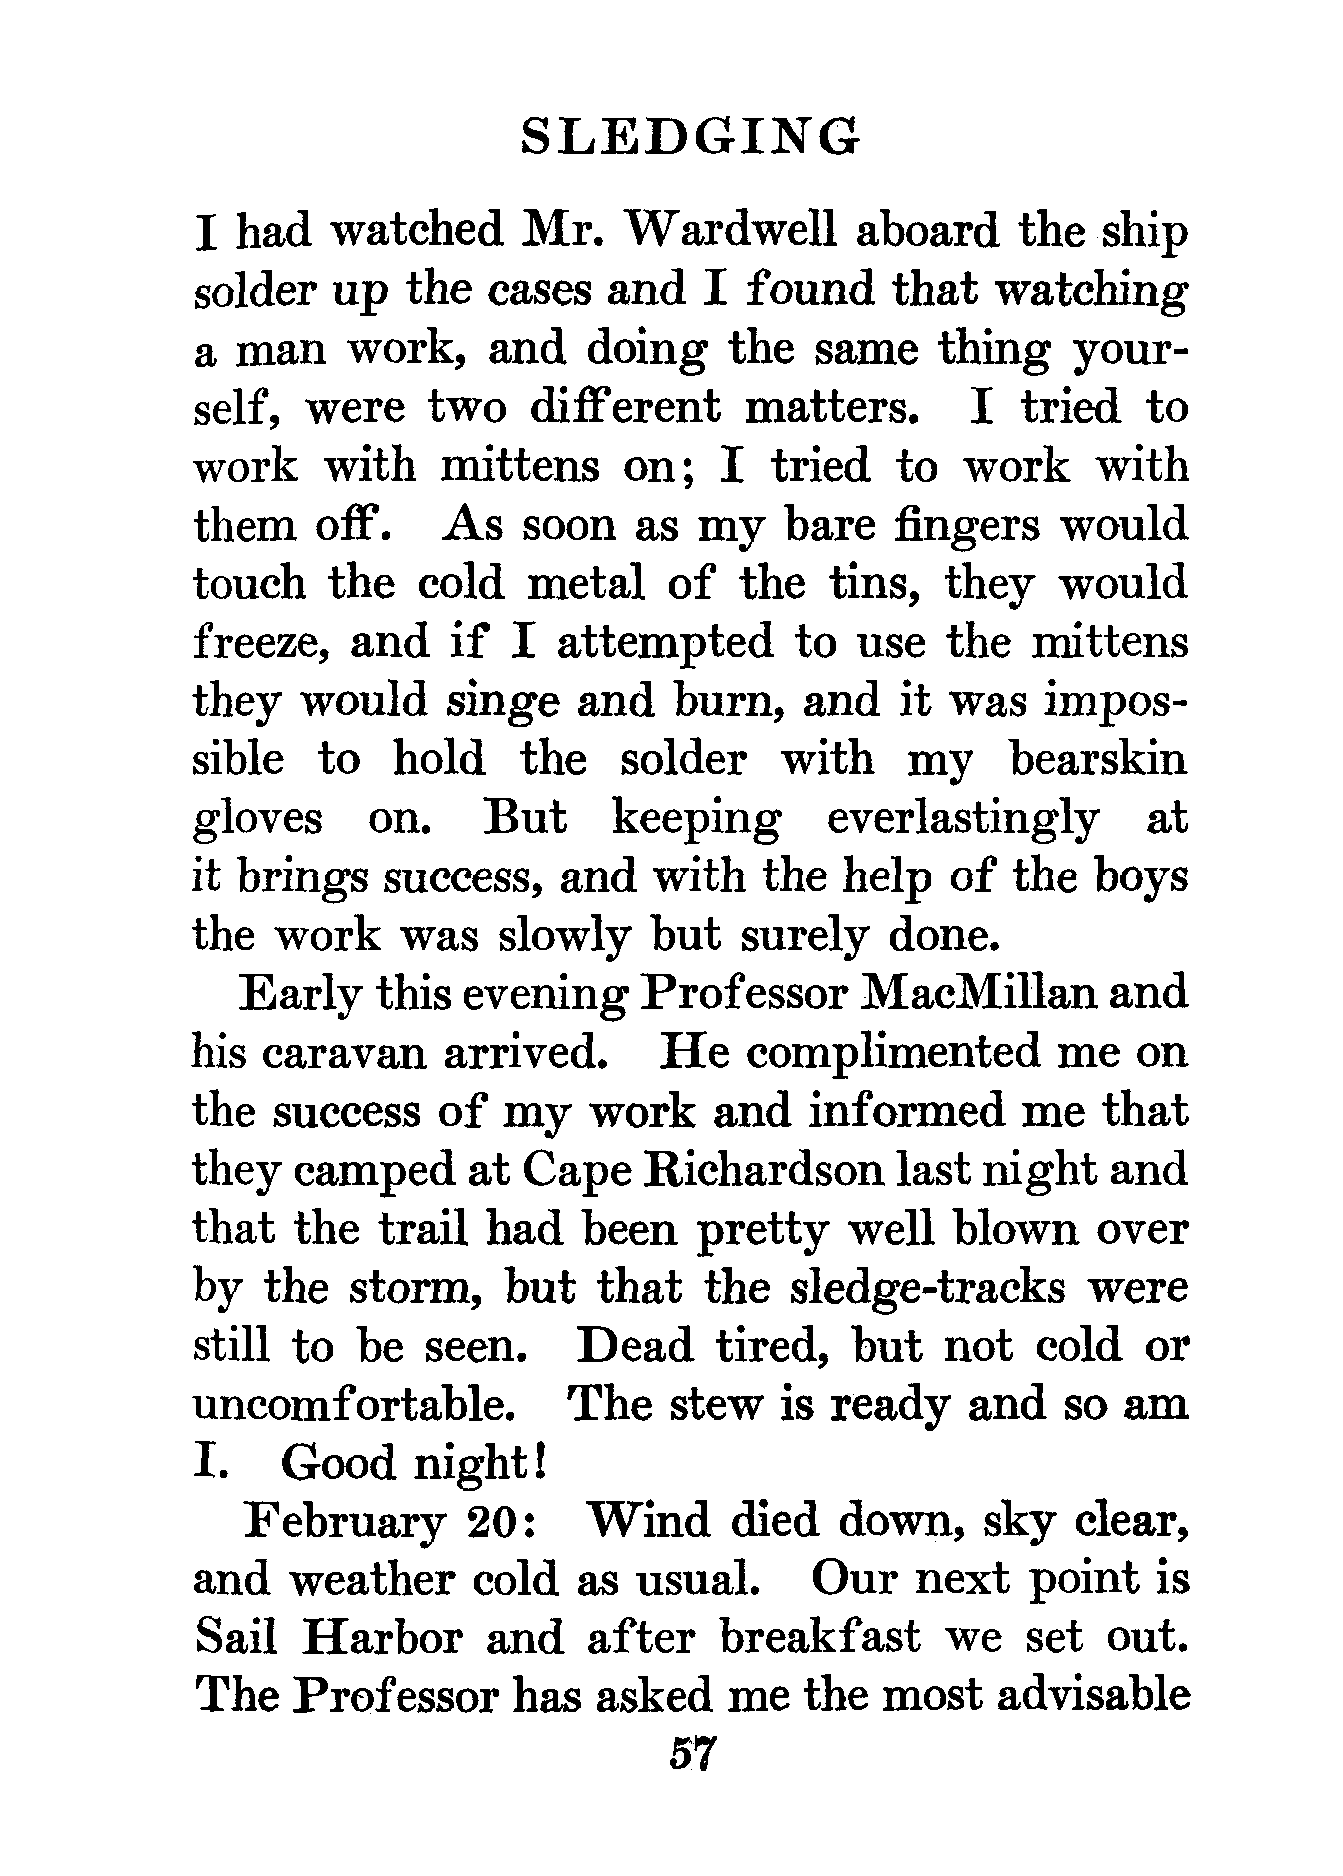 SLEDGING
I had watched Mr. Wardwell aboard the ship
solder up the cases and I found that watching
a man work, and doing the same thing your-
self, were two different matters. I tried to
work with mittens on; I tried to work with
them off. As soon as my bare fingers would
touch the cold metal of the tins, they would
freeze, and if I attempted to use the mittens
they would singe and burn, and it was impos-
sible to hold the solder with my bearskin
gloves on. But keeping everlastingly at
it brings success, and with the help of the boys
the work was slowly but surely done.
Early this evening Professor MacMillan and
his caravan arrived. He complimented me on
the success of my work and informed me that
they camped at Cape Richardson last night and
that the trail had been pretty well blown over
by the storm, but that the sledge-tracks were
still to be seen. Dead tired, but not cold or
uncomfortable. The stew is ready and so am
I. Good night!
February 20: Wind died down, sky clear,
and weather cold as usual. Our next point is
Sail Harbor and after breakfast we set out.
The Professor has asked me the most advisable
57